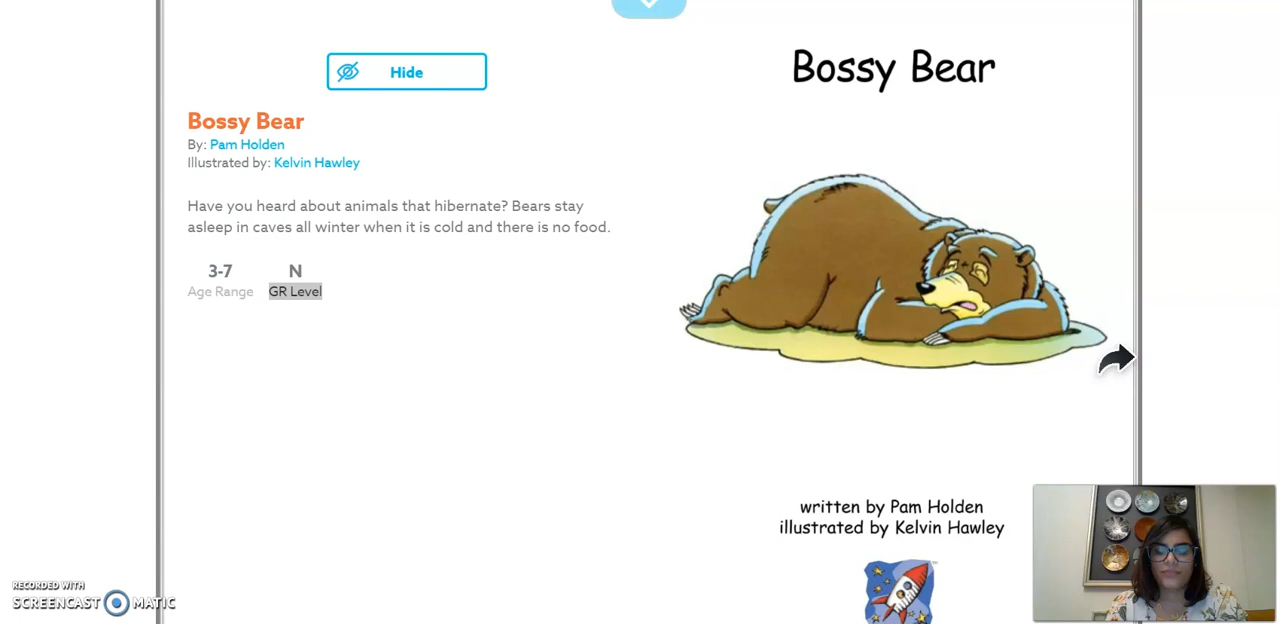 Hide
Bossy Bear
By: Pam Holden
Illustrated by: Kelvin Hawley
Have you heard about animals that hibernate? Bears stay
asleep in caves all winter when it is cold and there is no food.
3-7 N
Age Range GR Level
Bossy Bear
written by Pam Holden
illustrated by Kelvin Hawley
RECORDED WITH
SCREENCAST MATIC